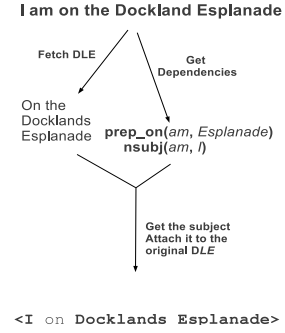 I am on the Dockland Esplanade
Fetch DLE
Get
Dependencies
On the
Docklands
Esplanade
prep_on(am, Esplanade)
nsubj(am, I)
Get the subject
Attach it to the
original DLE
<I on Docklands Esplanade>